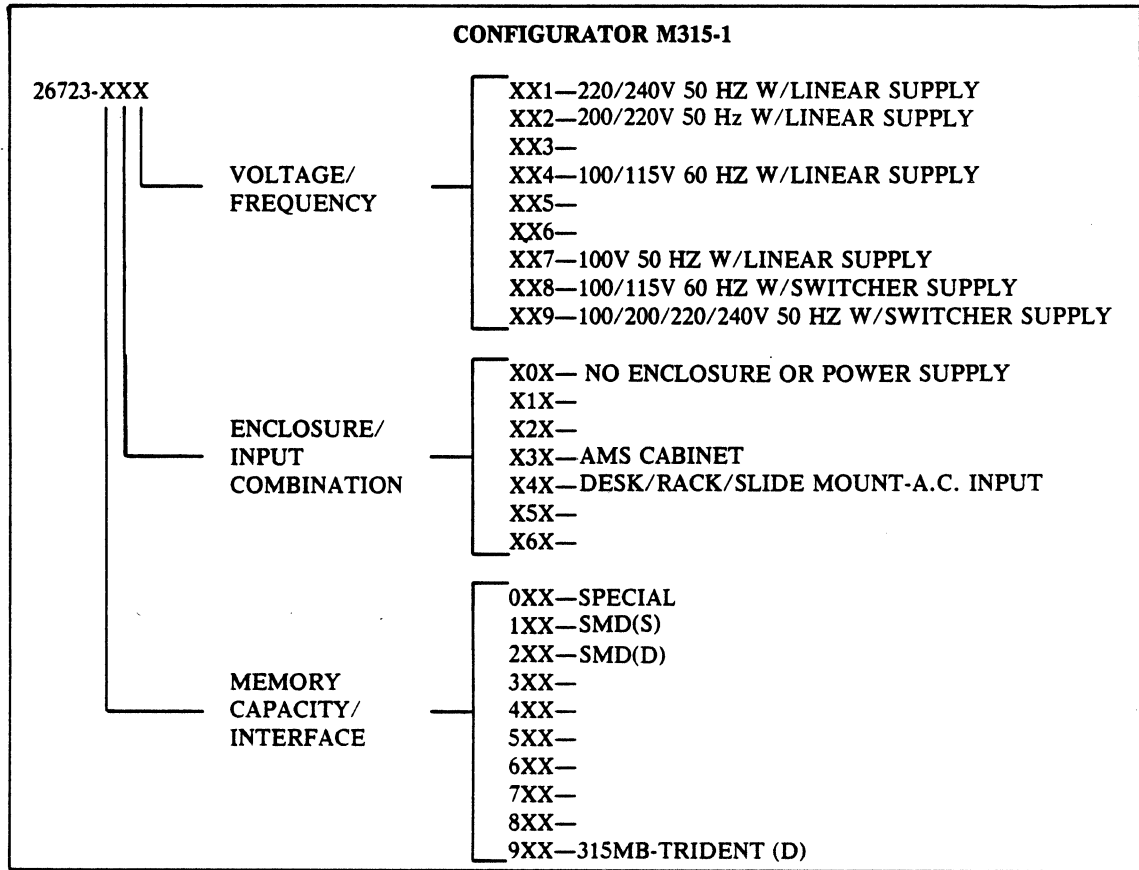 CONFIGURATOR M315-1
26723-XXX
VOLTAGE/
FREQUENCY
XX1—220/240V 50 HZ W/LINEAR SUPPLY
XX2—200/220V 50 Hz W/LINEAR SUPPLY
XX3—
XX4—100/115V 60 HZ W/LINEAR SUPPLY
XX5—
XX6—
XX7—100V 50 HZ W/LINEAR SUPPLY
XX8—100/115V 60 HZ W/SWITCHER SUPPLY
XX9—100/200/220/240V 50 HZ W/SWITCHER SUPPLY
ENCLOSURE/
INPUT
COMBINATION
X0X— NO ENCLOSURE OR POWER SUPPLY
X1X—
X2X—
X3X—AMS CABINET
X4X—DESK/RACK/SLIDE MOUNT-A.C. INPUT
X5X—
X6X—
MEMORY
CAPACITY/
INTERFACE
0XX—SPECIAL
1XX—SMD(S)
2XX—SMD(D)
3XX—
4XX—
5XX—
6XX—
7XX—
8XX—
9XX—315MB-TRIDENT (D)